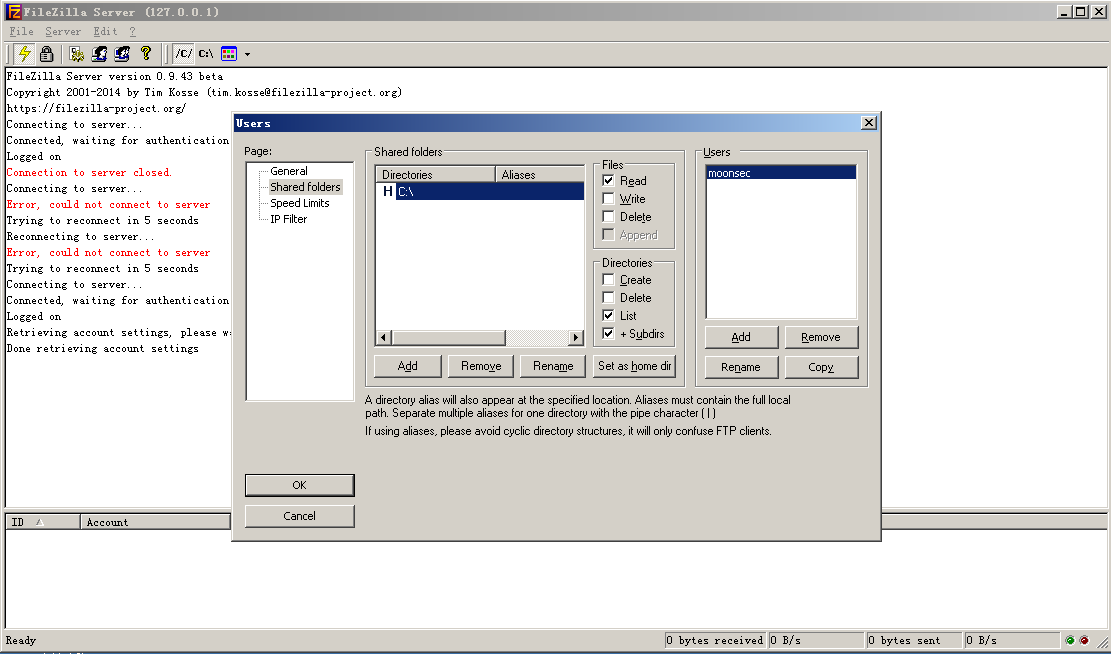 FileZilla Server (127.0.0.1)
File Server Edit ?
/C/ C:\
FileZilla Server version 0.9.43 beta
Copyright 2001-2014 by Tim Kosse (tim.kosse@filezilla-project.org)
https://filezilla-project.org/
Connecting to server...
Connected, waiting for authentication
Logged on
Connection to server closed.
Connecting to server...
Error, could not connect to server
Trying to reconnect in 5 seconds
Reconnecting to server...
Error, could not connect to server
Trying to reconnect in 5 seconds
Connecting to server...
Connected, waiting for authentication
Logged on
Retrieving account settings, please w
Done retrieving account settings
Users
Page:
General
Shared folders
Speed Limits
IP Filter
Shared folders
Directories Aliases
H C:\
Files
Read
Write
Delete
Append
Directories
Create
Delete
List
+ Subdirs
Add Remove Rename Set as home dir
Users
moonsec
Add Remove
Rename Copy
A directory alias will also appear at the specified location. Aliases must contain the full local
path. Separate multiple aliases for one directory with the pipe character ( | )
If using aliases, please avoid cyclic directory structures, it will only confuse FTP clients.
OK
Cancel
ID Account
Ready 0 bytes received 0 B/s 0 bytes sent 0 B/s